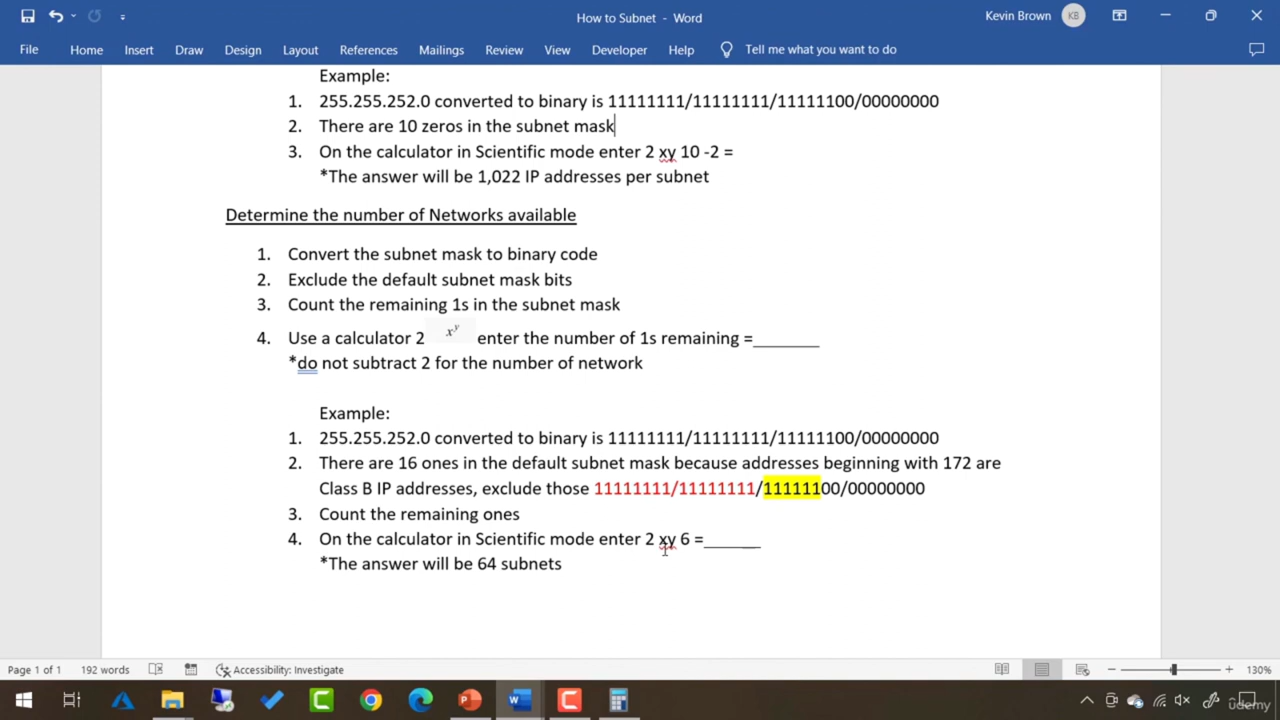 How to Subnet - Word
Kevin Brown KB
File Home Insert Draw Design Layout References Mailings Review View Developer Help Tell me what you want to do
Example:
1. 255.255.252.0 converted to binary is 11111111/11111111/11111100/00000000
2. There are 10 zeros in the subnet mask
3. On the calculator in Scientific mode enter 2 xy 10 -2 =
*The answer will be 1,022 IP addresses per subnet
Determine the number of Networks available
1. Convert the subnet mask to binary code
2. Exclude the default subnet mask bits
3. Count the remaining 1s in the subnet mask
4. Use a calculator 2 xʸ enter the number of 1s remaining =_______
*do not subtract 2 for the number of network
Example:
1. 255.255.252.0 converted to binary is 11111111/11111111/11111100/00000000
2. There are 16 ones in the default subnet mask because addresses beginning with 172 are
Class B IP addresses, exclude those 11111111/11111111/11111100/00000000
3. Count the remaining ones
4. On the calculator in Scientific mode enter 2 xy 6 =______
*The answer will be 64 subnets
Page 1 of 1 192 words Accessibility: Investigate 130%
udemy